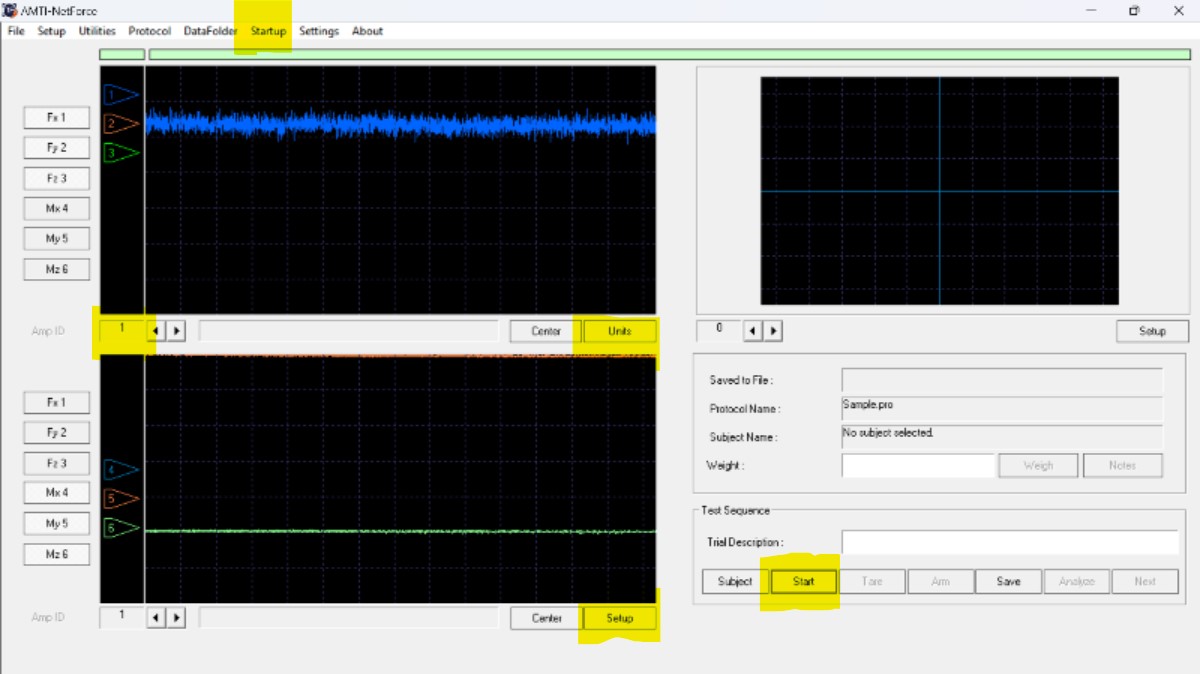 AMTI-NetForce
File Setup Utilities Protocol DataFolder Startup Settings About
1
2
3
Fx 1
Fy 2
Fz 3
Mx 4
My 5
Mz 6
Amp ID 1 Center Units
0 Setup
Fx 1
Fy 2
Fz 3
Mx 4
My 5
Mz 6
4
5
6
Amp ID 1 Center Setup
Saved to File :
Protocol Name : Sample.pro
Subject Name : No subject selected.
Weight : Weigh Notes
Test Sequence
Trial Description :
Subject Start Tare Arm Save Analyze Next